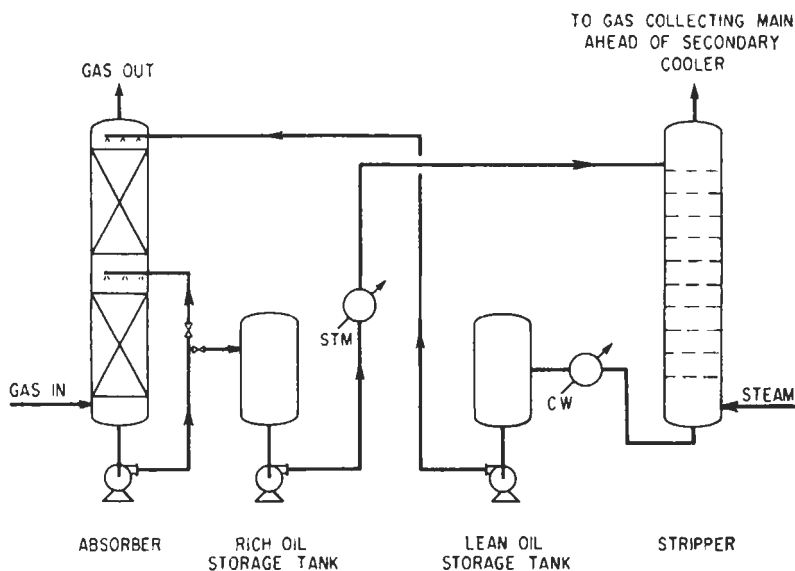 TO GAS COLLECTING MAIN
AHEAD OF SECONDARY
COOLER
GAS OUT
STM
GAS IN
CW
STEAM
ABSORBER
RICH OIL
STORAGE TANK
LEAN OIL
STORAGE TANK
STRIPPER